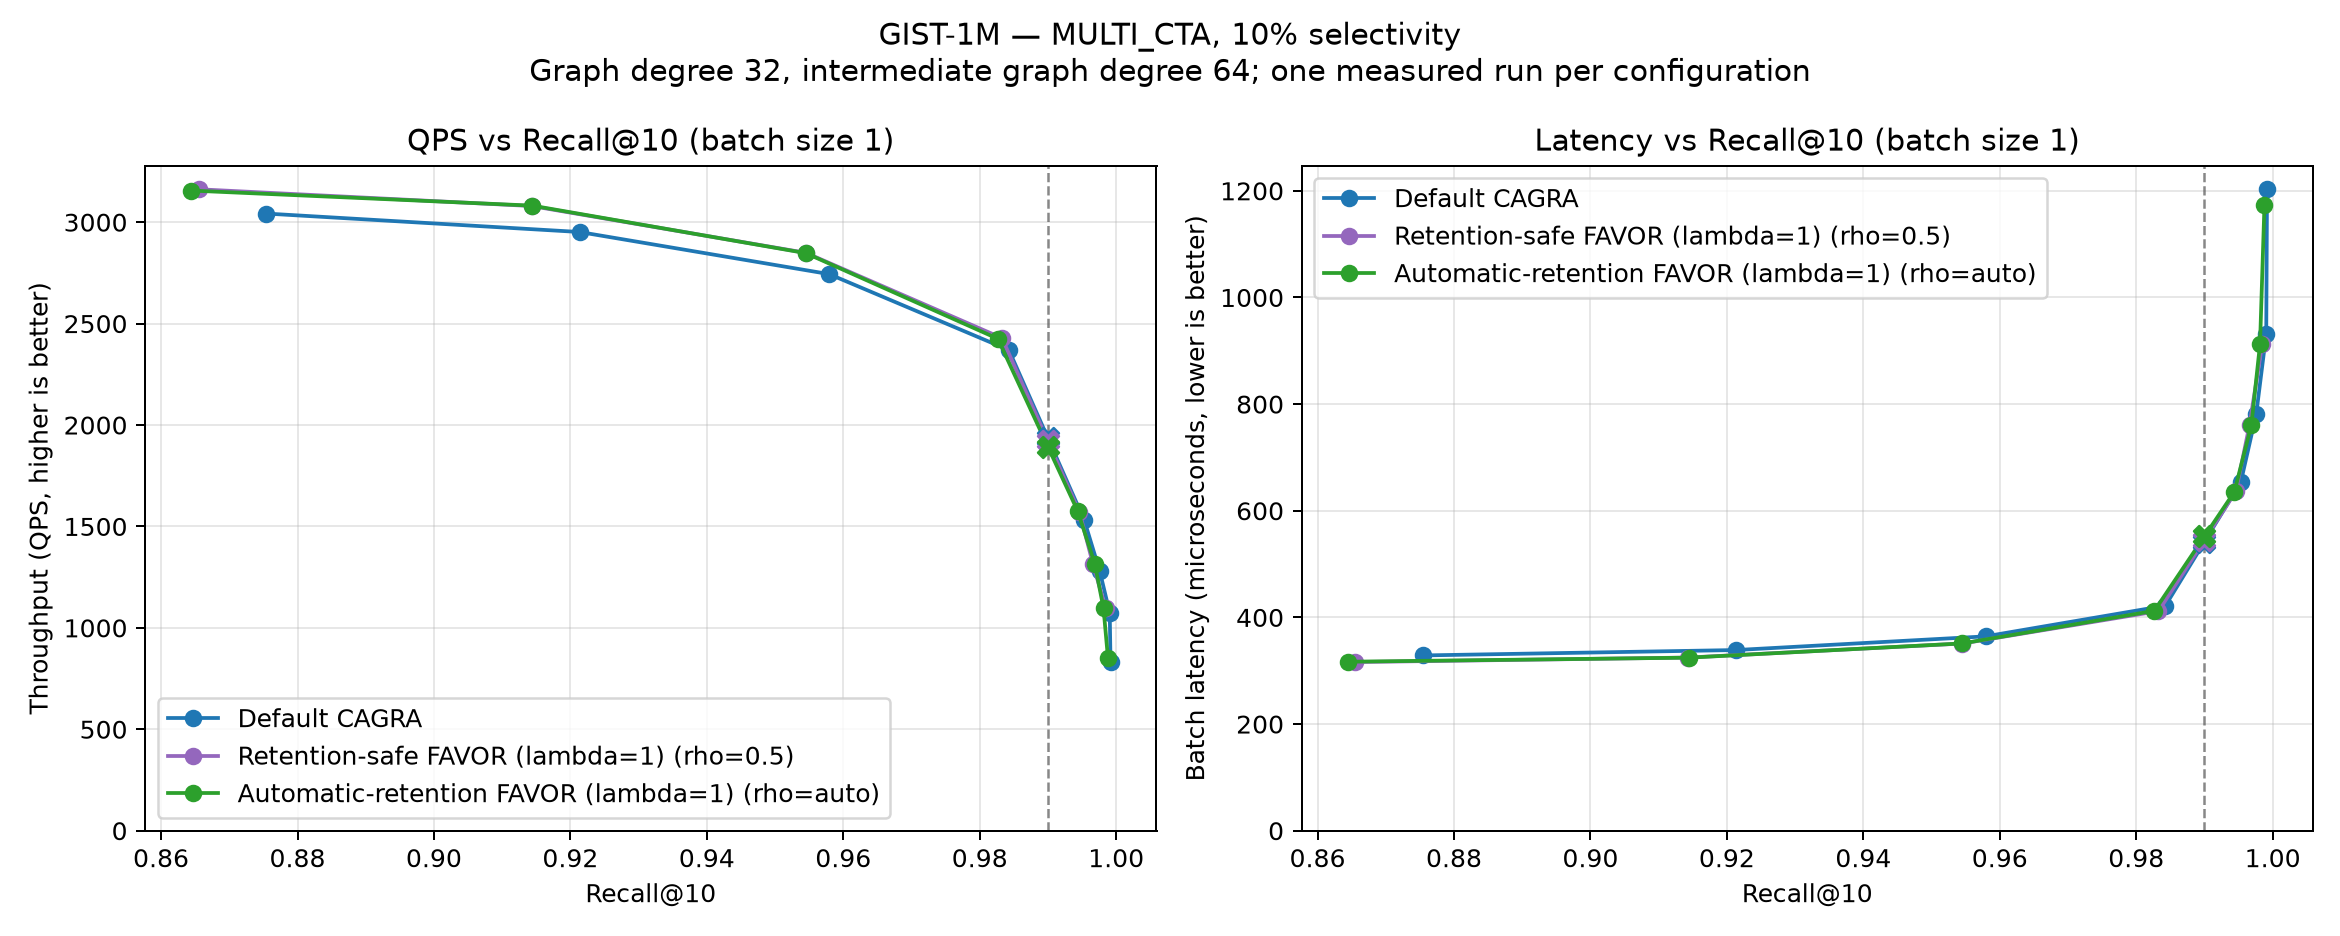 GIST-1M — MULTI_CTA, 10% selectivity
Graph degree 32, intermediate graph degree 64; one measured run per configuration
QPS vs Recall@10 (batch size 1)
Throughput (QPS, higher is better)
3000
2500
2000
1500
1000
500
0
Default CAGRA
Retention-safe FAVOR (lambda=1) (rho=0.5)
Automatic-retention FAVOR (lambda=1) (rho=auto)
0.86 0.88 0.90 0.92 0.94 0.96 0.98 1.00
Recall@10
Latency vs Recall@10 (batch size 1)
Batch latency (microseconds, lower is better)
1200
1000
800
600
400
200
0
Default CAGRA
Retention-safe FAVOR (lambda=1) (rho=0.5)
Automatic-retention FAVOR (lambda=1) (rho=auto)
0.86 0.88 0.90 0.92 0.94 0.96 0.98 1.00
Recall@10